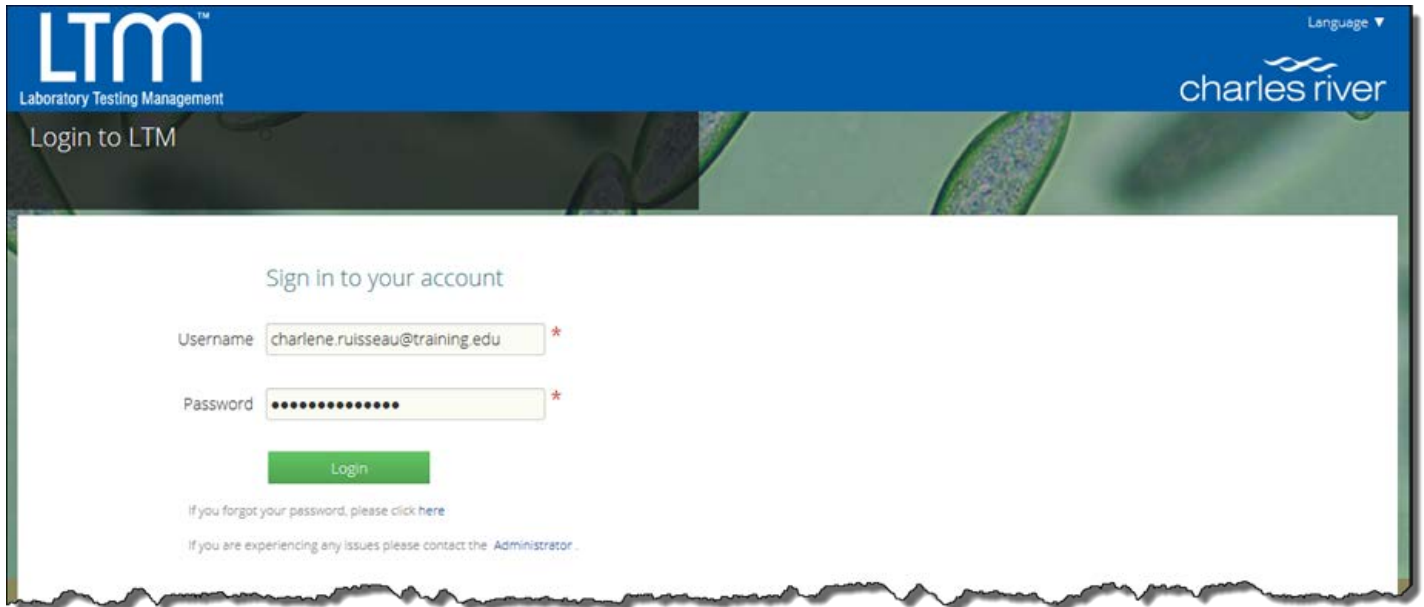 LTM™
Laboratory Testing Management
Language ▼
charles river
Login to LTM
Sign in to your account
Username charlene.ruisseau@training.edu *
Password •••••••••••••• *
Login
If you forgot your password, please click here
If you are experiencing any issues please contact the Administrator .